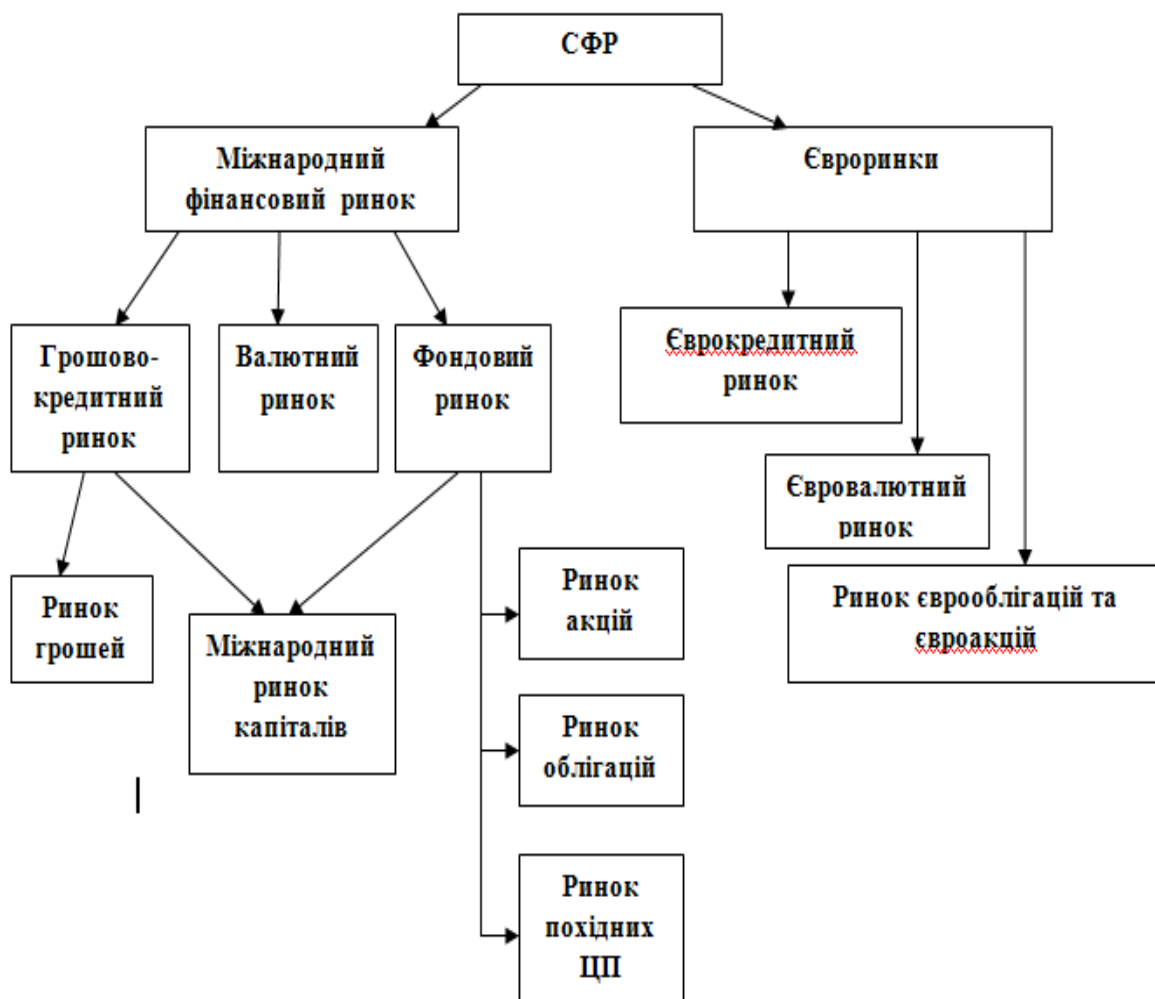 СФР
Міжнародний
фінансовий ринок
Євроринки
Грошово-
кредитний
ринок
Валютний
ринок
Фондовий
ринок
Єврокредитний
ринок
Євровалютний
ринок
Ринок єврооблігацій та
євроакцій
Ринок
грошей
Міжнародний
ринок
капіталів
Ринок
акцій
Ринок
облігацій
Ринок
похідних
ЦП